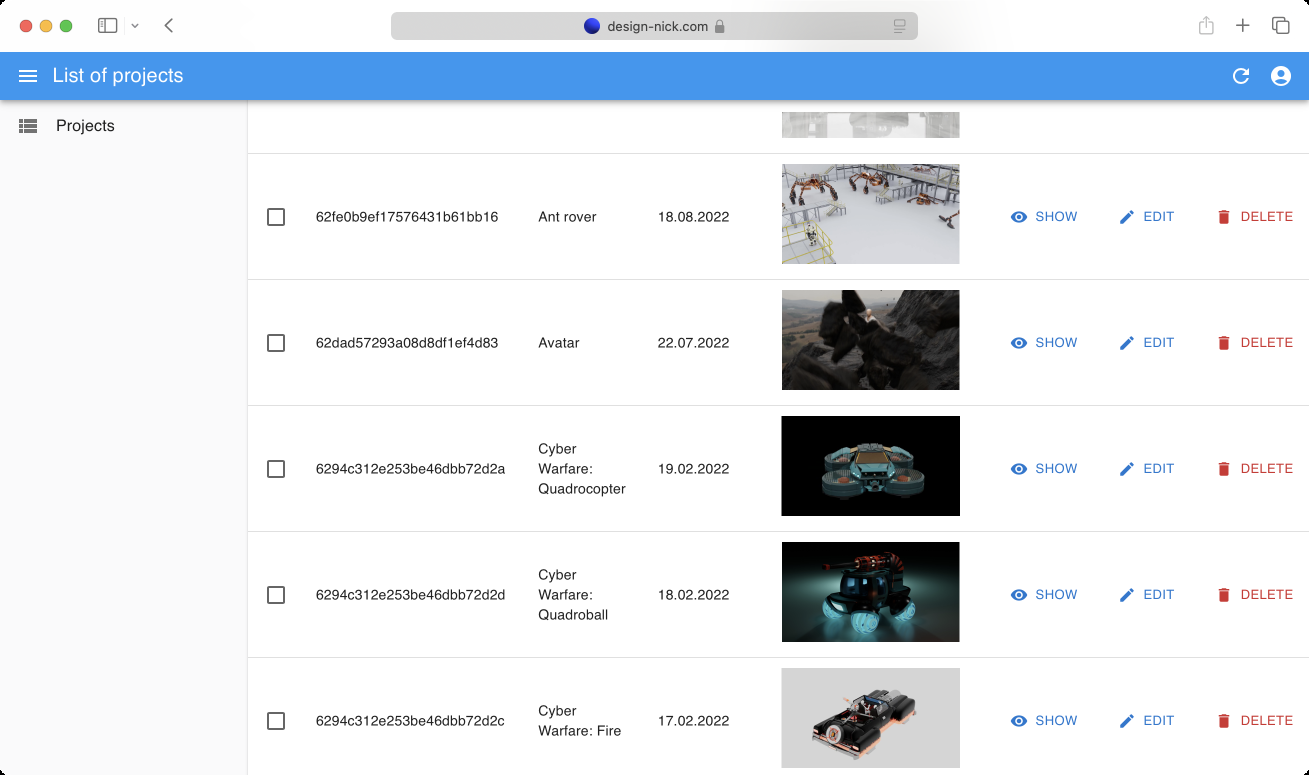 design-nick.com
List of projects
Projects
62fe0b9ef17576431b61bb16 Ant rover 18.08.2022 SHOW EDIT DELETE
62dad57293a08d8df1ef4d83 Avatar 22.07.2022 SHOW EDIT DELETE
Cyber
Warfare:
Quadrocopter
6294c312e253be46dbb72d2a 19.02.2022 SHOW EDIT DELETE
Cyber
Warfare:
Quadroball
6294c312e253be46dbb72d2d 18.02.2022 SHOW EDIT DELETE
Cyber
Warfare: Fire
6294c312e253be46dbb72d2c 17.02.2022 SHOW EDIT DELETE